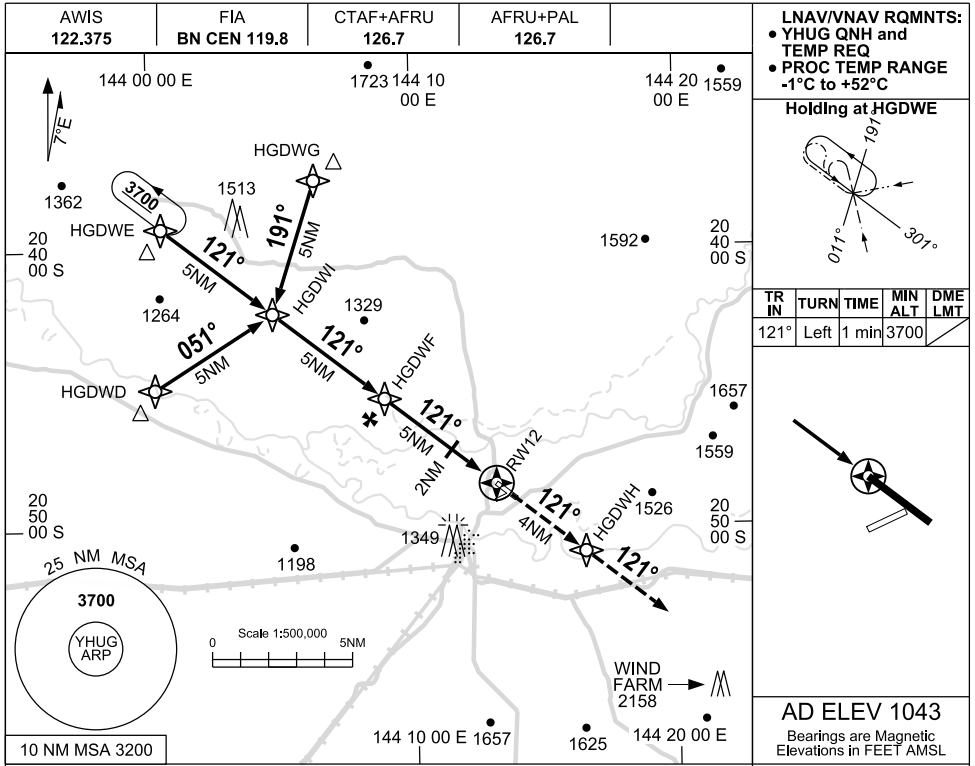 AWIS
122.375
FIA
BN CEN 119.8
CTAF+AFRU
126.7
AFRU+PAL
126.7
LNAV/VNAV RQMNTS:
• YHUG QNH and
TEMP REQ
• PROC TEMP RANGE
-1°C to +52°C
144 00 00 E
1723
144 10
00 E
144 20
00 E
1559
7°E
1362
HGDWG
1513
3700
HGDWE
191°
5NM
121°
5NM
20
40
00 S
1592
20
40
00 S
HGDWI
1264
1329
051°
5NM
121°
5NM
HGDWF
HGDWD
1657
121°
5NM
2NM
RW12
1559
20
50
00 S
1526
20
50
00 S
121°
4NM
HGDWH
1349
1198
121°
25 NM MSA
3700
YHUG
ARP
Scale 1:500,000
0
5NM
WIND
FARM
2158
10 NM MSA 3200
144 10 00 E
1657
1625
144 20 00 E
Holding at HGDWE
191°
011°
301°
TR
IN
TURN
TIME
MIN
ALT
DME
LMT
121°
Left
1 min
3700
AD ELEV 1043
Bearings are Magnetic
Elevations in FEET AMSL